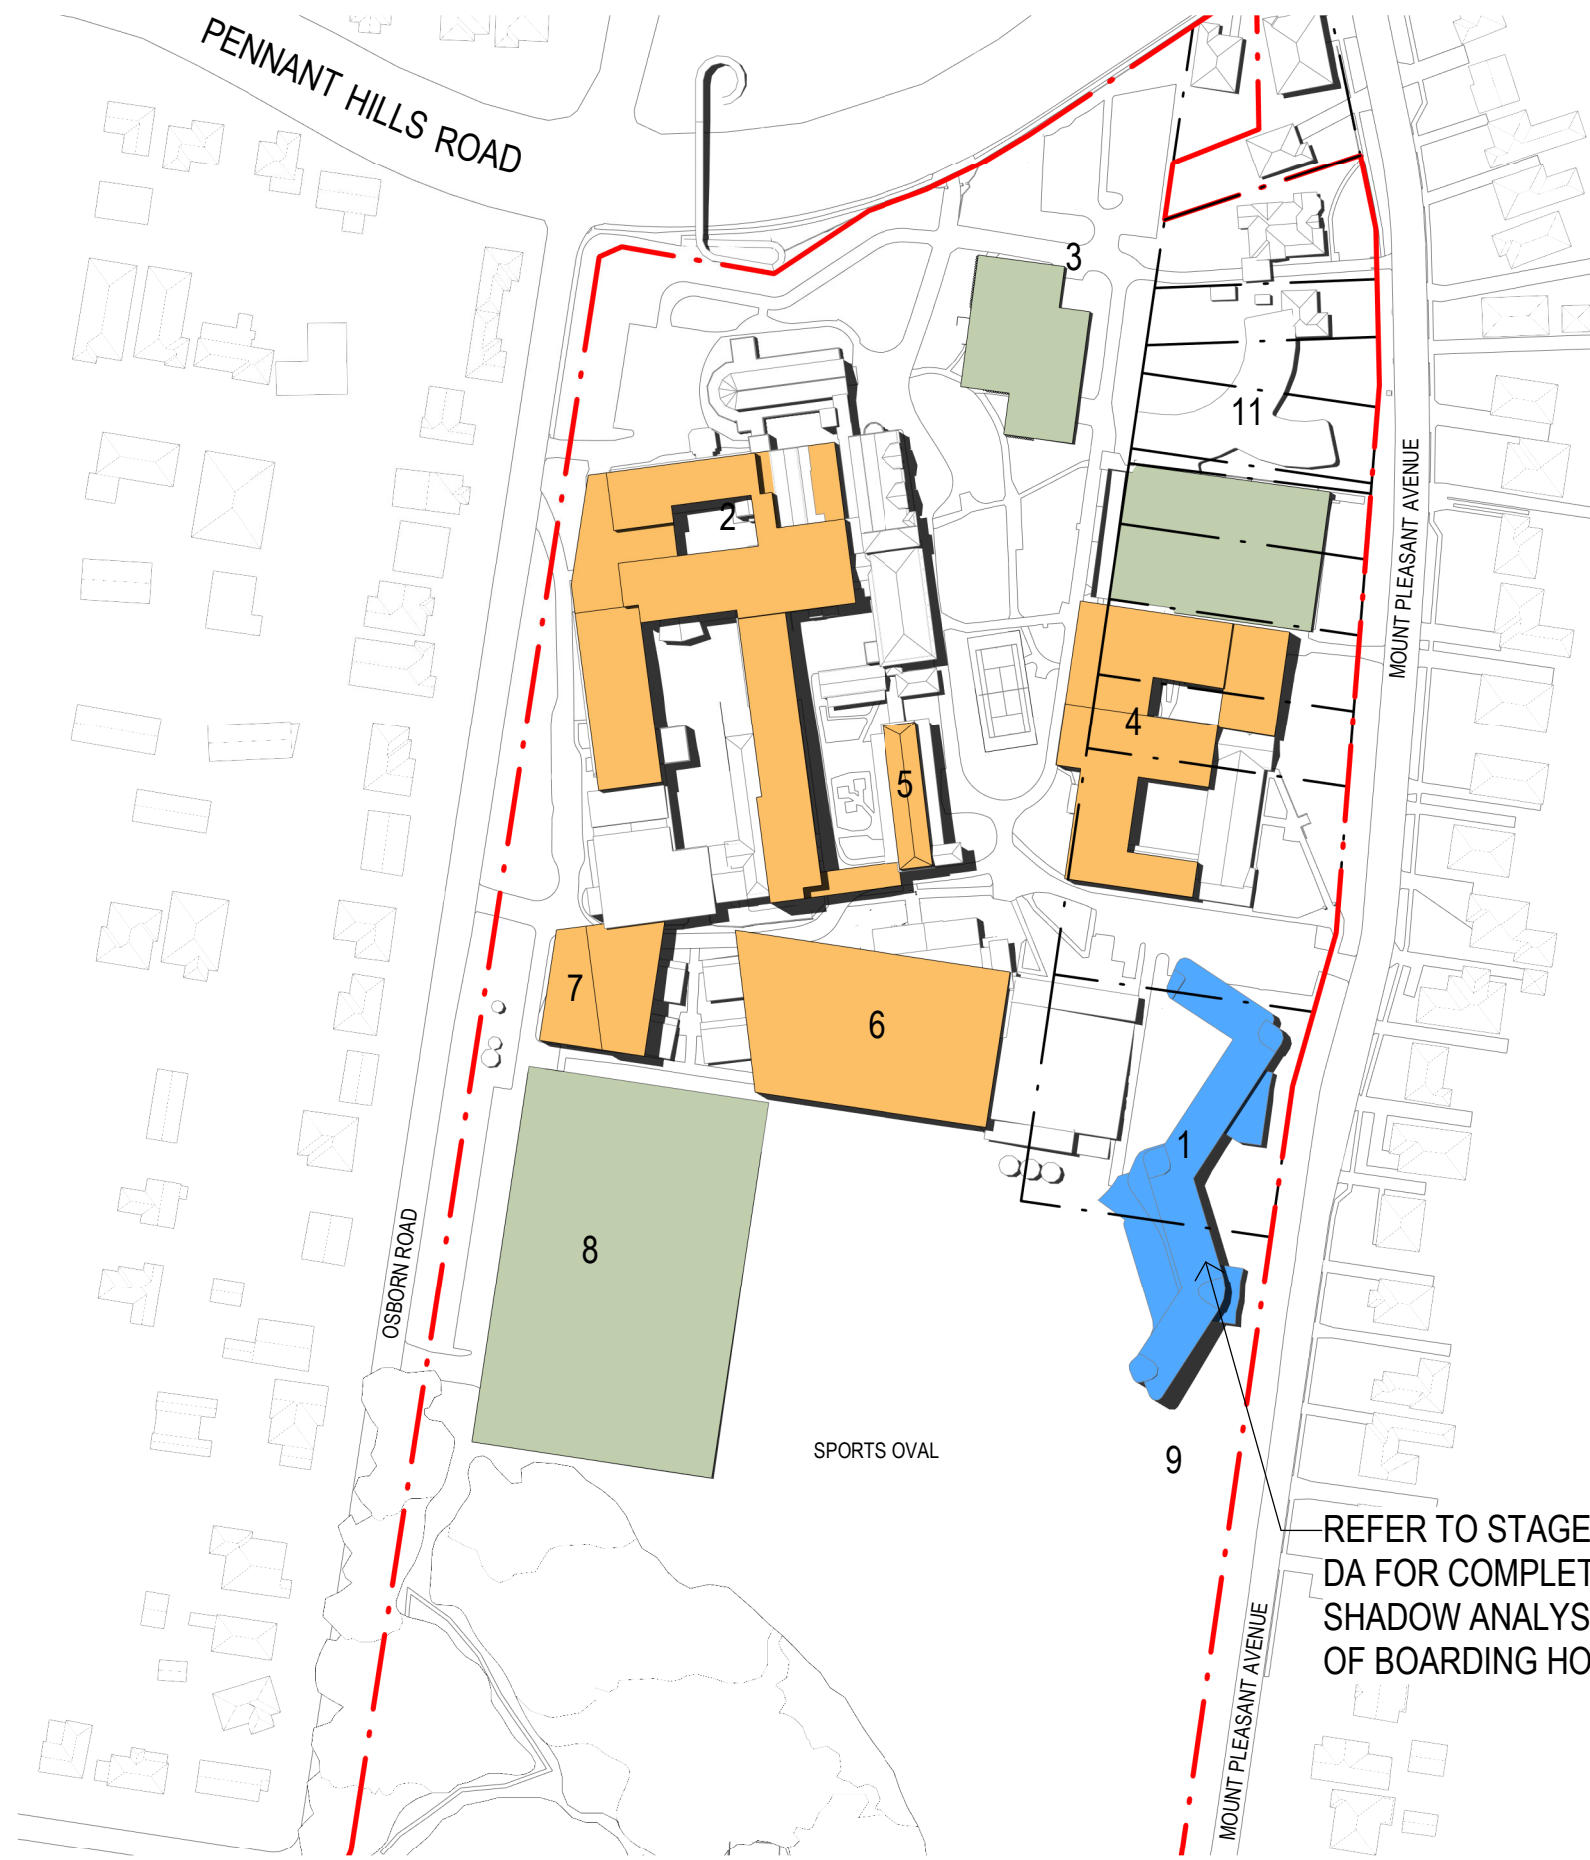 PENNANT HILLS ROAD
3
11
MOUNT PLEASANT AVENUE
2
4
5
7
6
1
8
OSBORN ROAD
SPORTS OVAL
9
REFER TO STAGE
DA FOR COMPLET
SHADOW ANALYS
OF BOARDING HO
MOUNT PLEASANT AVENUE